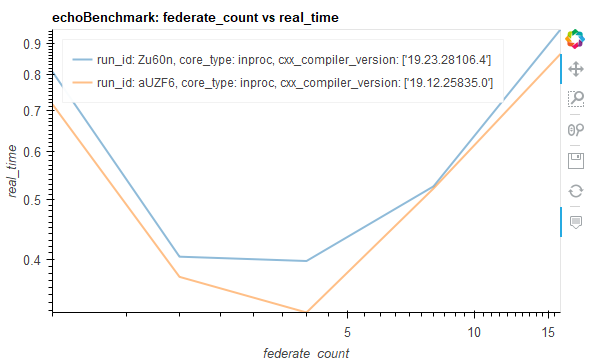 echoBenchmark: federate_count vs real_time
run_id: Zu60n, core_type: inproc, cxx_compiler_version: ['19.23.28106.4']
run_id: aUZF6, core_type: inproc, cxx_compiler_version: ['19.12.25835.0']
real_time
0.9
0.8
0.7
0.6
0.5
0.4
5
10
15
federate_count